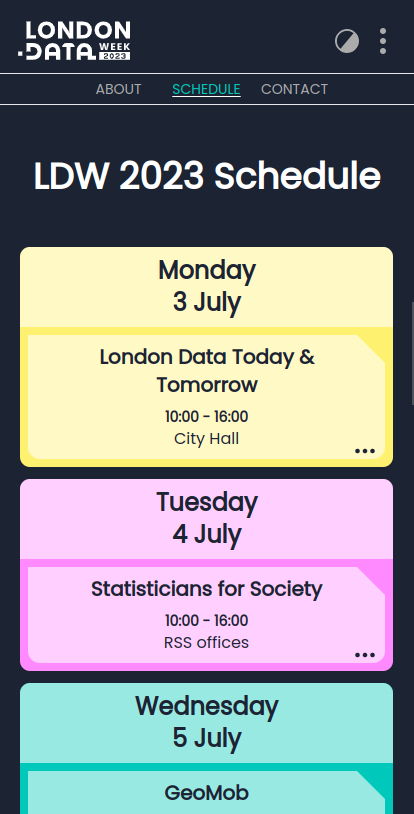 LONDON
.DATA WEEK
2023
ABOUT SCHEDULE CONTACT
LDW 2023 Schedule
Monday
3 July
London Data Today &
Tomorrow
10:00 - 16:00
City Hall
Tuesday
4 July
Statisticians for Society
10:00 - 16:00
RSS offices
Wednesday
5 July
GeoMob